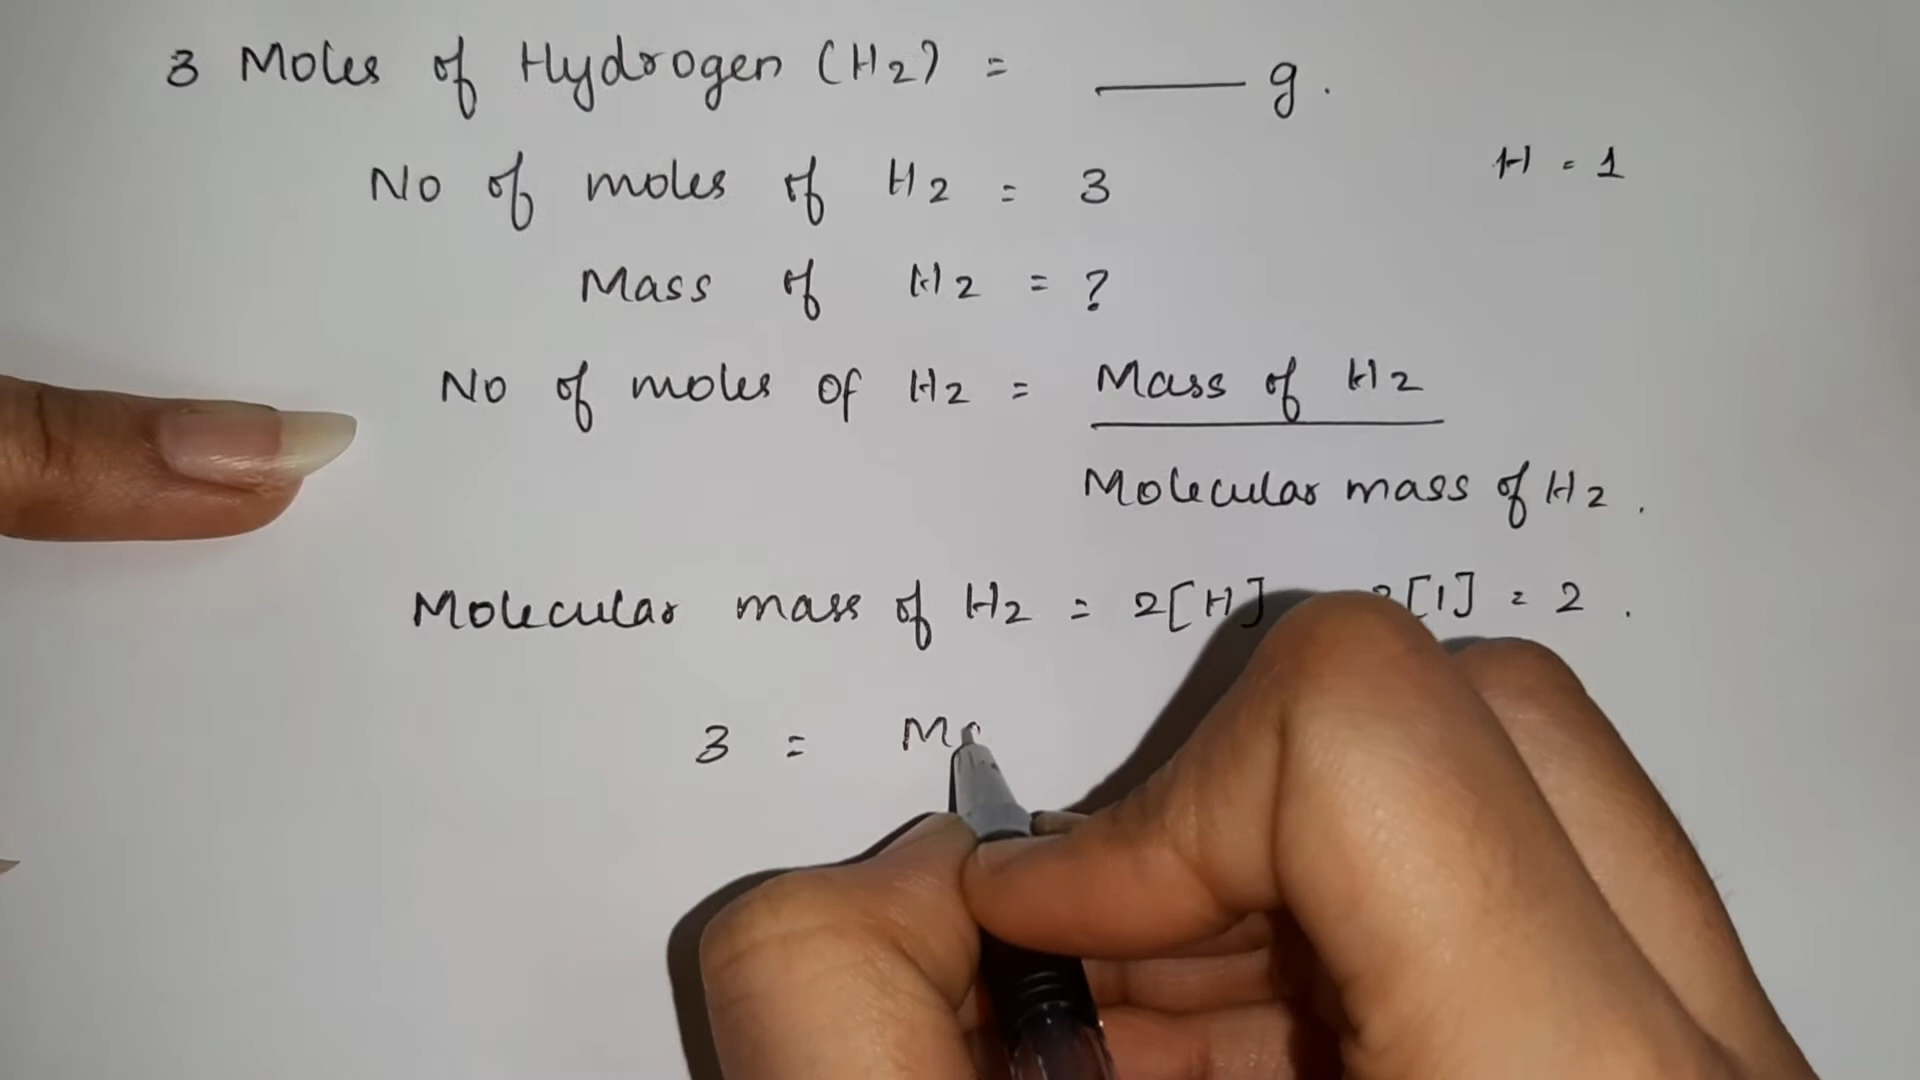 3 Moles of Hydrogen (H2) = ___ g.
H = 1
No of moles of H2 = 3
Mass of H2 = ?
No of moles of H2 = Mass of H2
Molecular mass of H2.
Molecular mass of H2 = 2[H] [1] = 2.
3 =